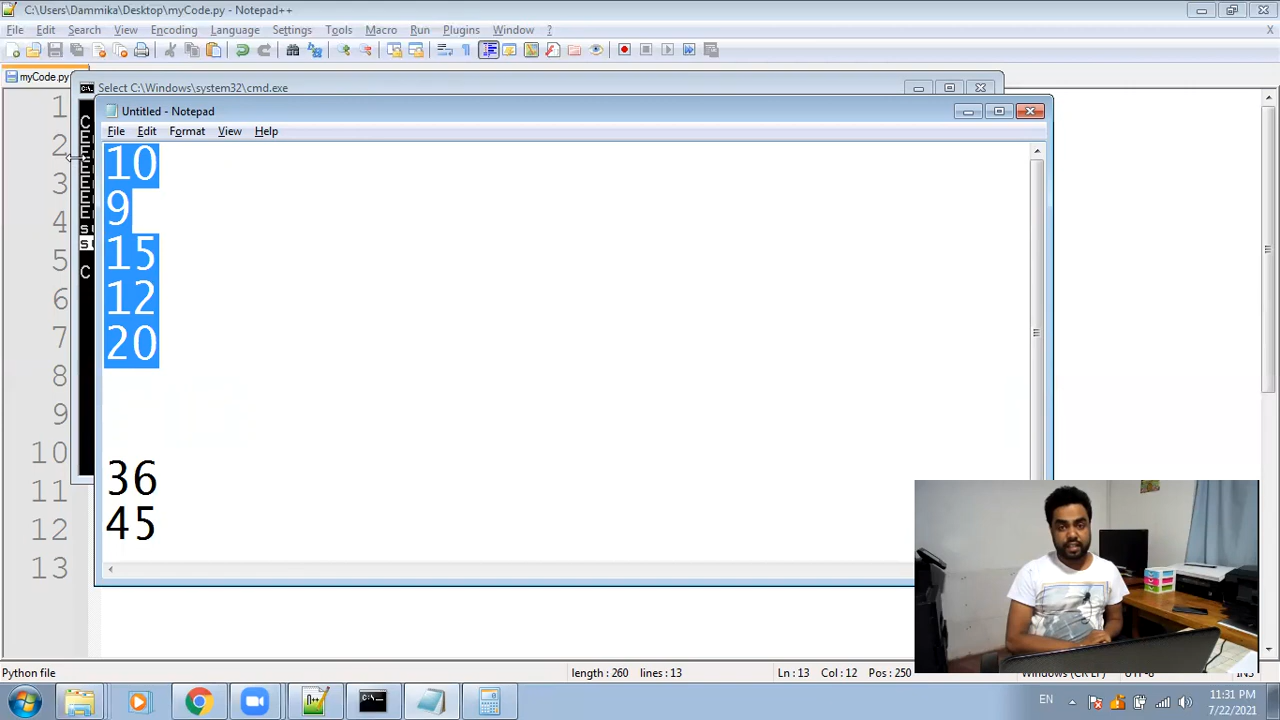 C:\Users\Dammika\Desktop\myCode.py - Notepad++
File Edit Search View Encoding Language Settings Tools Macro Run Plugins Window ? X
myCode.py
Select C:\Windows\system32\cmd.exe
Untitled - Notepad
File Edit Format View Help
1
2
3
4
5
6
7
8
9
10
11
12
13
C
E
E
E
E
E
E
su
C
10
9
15
12
20
36
45
Python file length : 260 lines : 13 Ln : 13 Col : 12 Pos : 250
EN 11:31 PM
7/22/2021